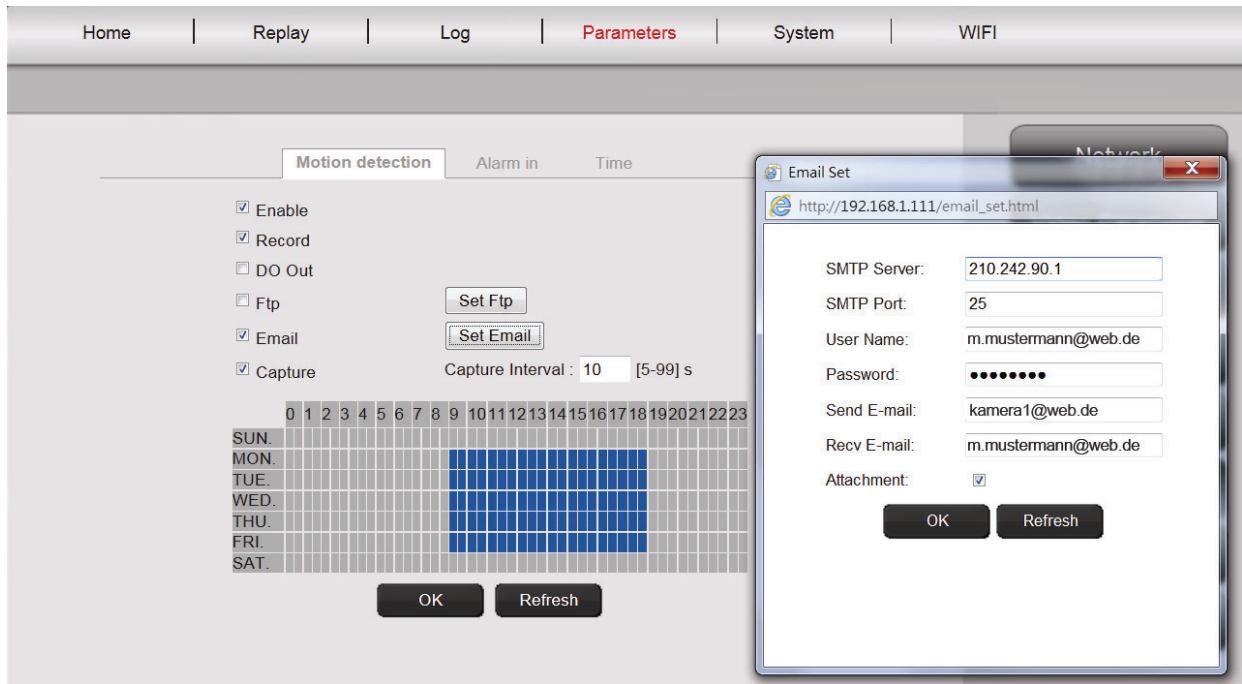 Home Replay Log Parameters System WIFI
Motion detection Alarm in Time
Enable
Record
DO Out
Ftp Set Ftp
Email Set Email
Capture Capture Interval : 10 [5-99] s
0 1 2 3 4 5 6 7 8 9 10 11 12 13 14 15 16 17 18 19 20 21 22 23
SUN.
MON.
TUE.
WED.
THU.
FRI.
SAT.
OK Refresh
Network
Email Set X
http://192.168.1.111/email_set.html
SMTP Server: 210.242.90.1
SMTP Port: 25
User Name: m.mustermann@web.de
Password: ●●●●●●●●
Send E-mail: kamera1@web.de
Recv E-mail: m.mustermann@web.de
Attachment:
OK Refresh